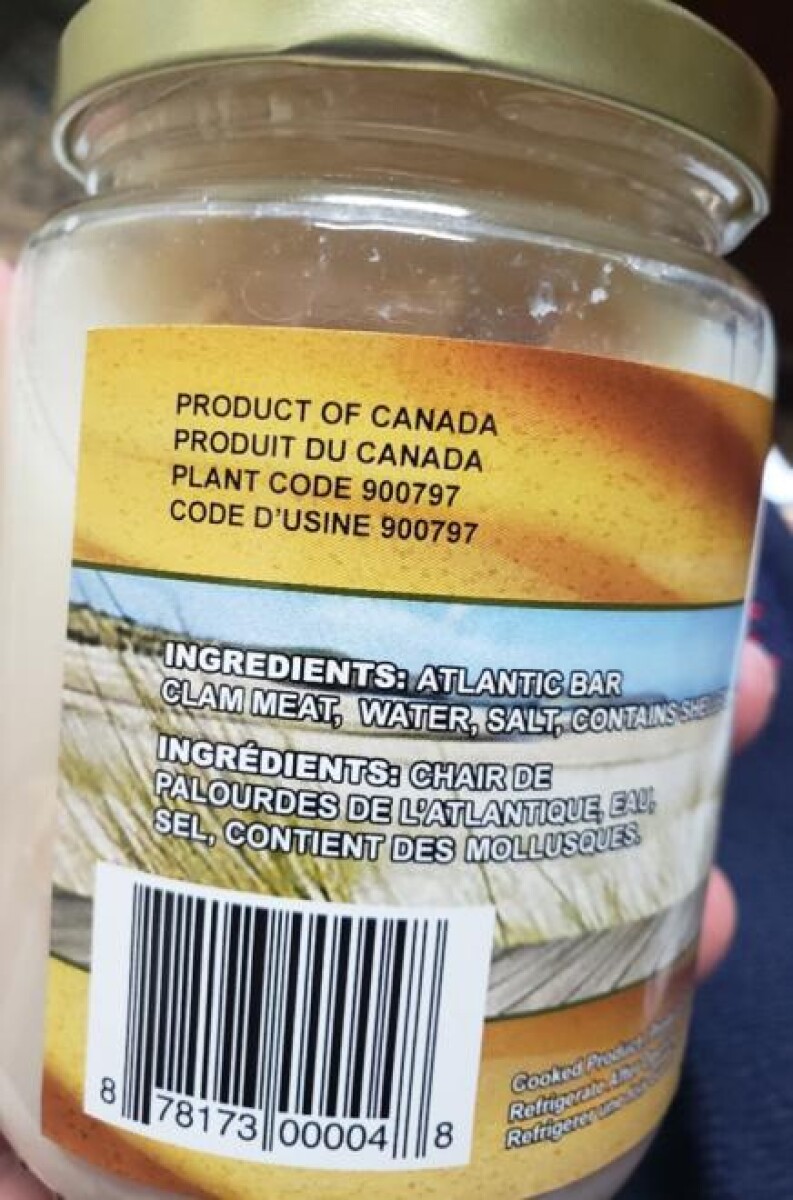 PRODUCT OF CANADA
PRODUIT DU CANADA
PLANT CODE 900797
CODE D'USINE 900797
INGREDIENTS: ATLANTIC BAR
CLAM MEAT, WATER, SALT, CONTAINS
INGRÉDIENTS: CHAIR DE
PALOURDES DE L'ATLANTIQUE, EAU,
SEL, CONTIENT DES MOLLUSQUES.
8 78173 00004 8
Cooked Product
Refrigerate After
Refrigerer une